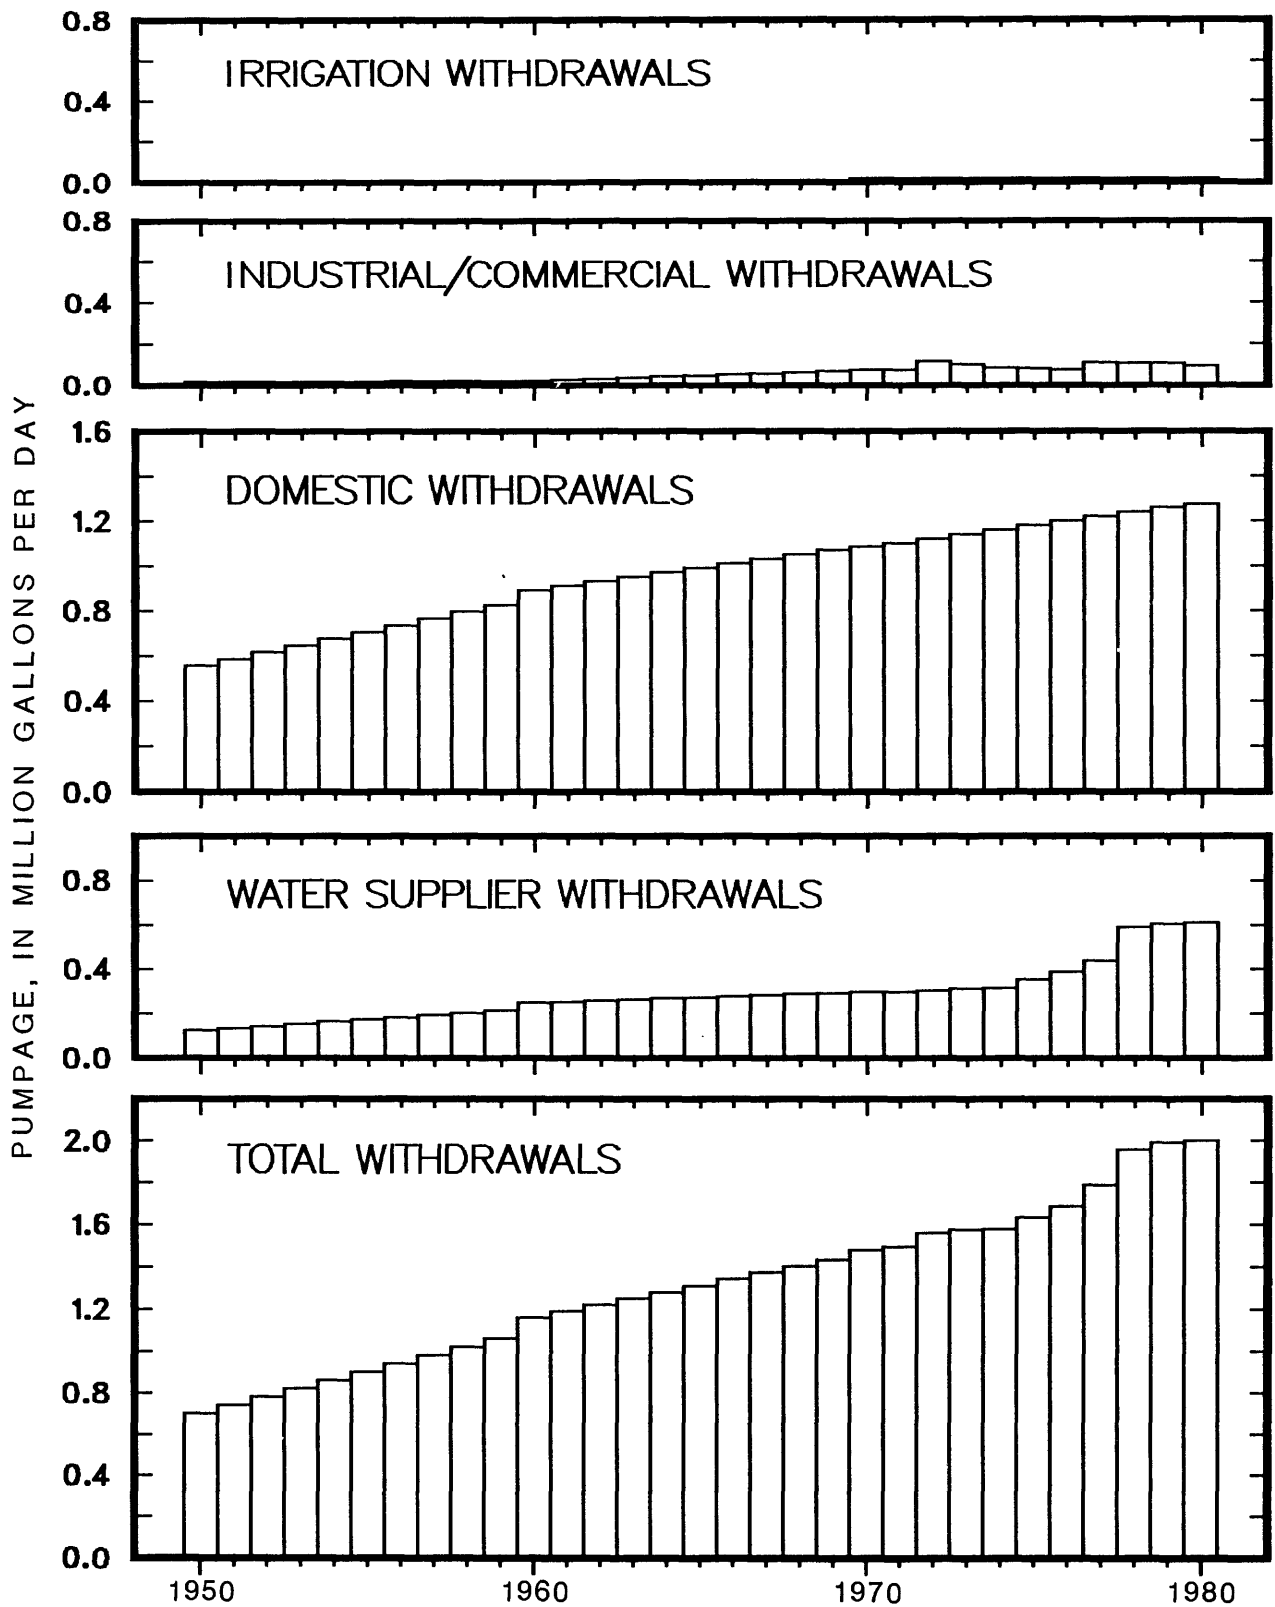 PUMPAGE, IN MILLION GALLONS PER DAY
0.8
IRRIGATION WITHDRAWALS
0.4
0.0
0.8
INDUSTRIAL/COMMERCIAL WITHDRAWALS
0.4
0.0
1.6
DOMESTIC WITHDRAWALS
1.2
0.8
0.4
0.0
0.8
WATER SUPPLIER WITHDRAWALS
0.4
0.0
2.0
TOTAL WITHDRAWALS
1.6
1.2
0.8
0.4
0.0
1950 1960 1970 1980